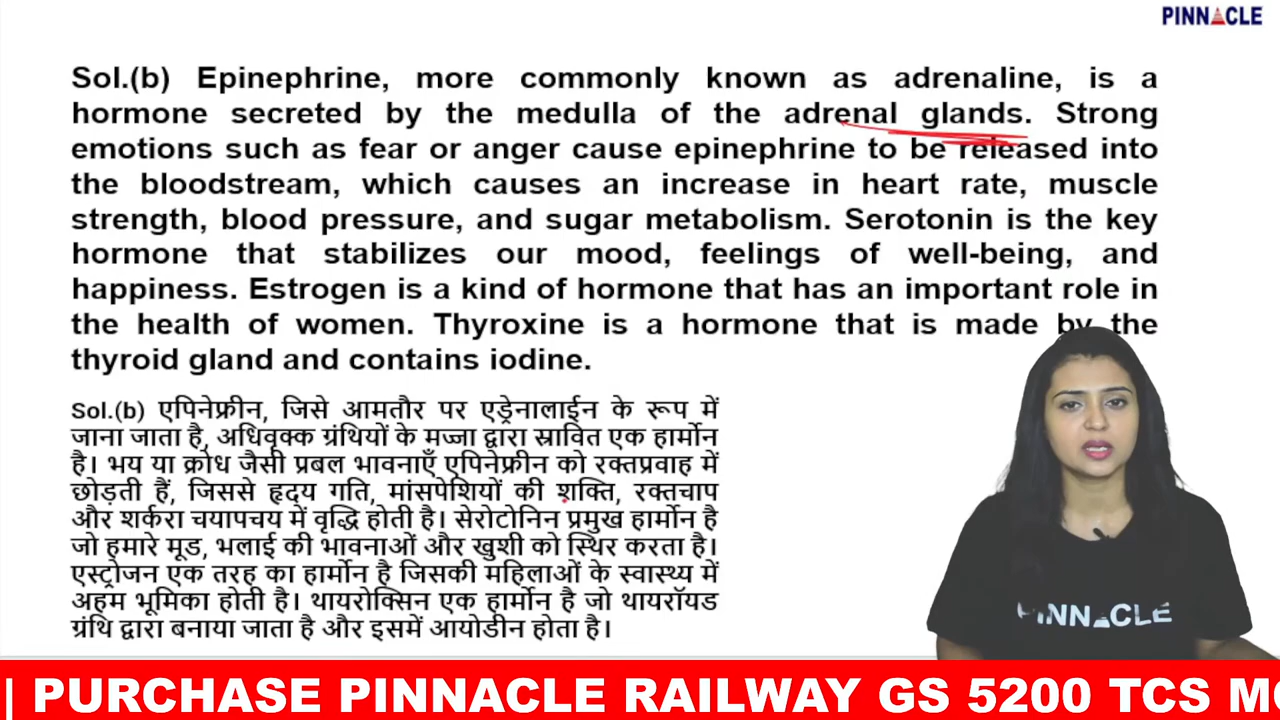 PINNACLE
Sol.(b) Epinephrine, more commonly known as adrenaline, is a
hormone secreted by the medulla of the adrenal glands. Strong
emotions such as fear or anger cause epinephrine to be released into
the bloodstream, which causes an increase in heart rate, muscle
strength, blood pressure, and sugar metabolism. Serotonin is the key
hormone that stabilizes our mood, feelings of well-being, and
happiness. Estrogen is a kind of hormone that has an important role in
the health of women. Thyroxine is a hormone that is made by the
thyroid gland and contains iodine.
Sol.(b) एपिनेफ्रीन, जिसे आमतौर पर एड्रेनालाईन के रूप में
जाना जाता है, अधिवृक्क ग्रंथियों के मज्जा द्वारा स्रावित एक हार्मोन
है। भय या क्रोध जैसी प्रबल भावनाएँ एपिनेफ्रीन को रक्तप्रवाह में
छोड़ती हैं, जिससे हृदय गति, मांसपेशियों की शक्ति, रक्तचाप
और शर्करा चयापचय में वृद्धि होती है। सेरोटोनिन प्रमुख हार्मोन है
जो हमारे मूड, भलाई की भावनाओं और खुशी को स्थिर करता है।
एस्ट्रोजन एक तरह का हार्मोन है जिसकी महिलाओं के स्वास्थ्य में
अहम भूमिका होती है। थायरोक्सिन एक हार्मोन है जो थायरॉयड
ग्रंथि द्वारा बनाया जाता है और इसमें आयोडीन होता है।
PINNACLE
| PURCHASE PINNACLE RAILWAY GS 5200 TCS